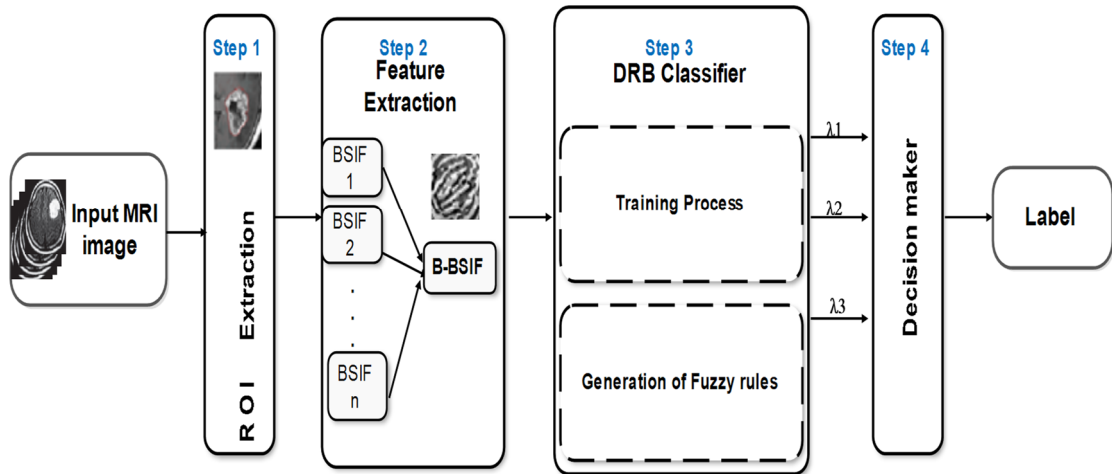 Input MRI
image
Step 1
ROI Extraction
Step 2
Feature
Extraction
BSIF
1
BSIF
2
.
.
.
BSIF
n
B-BSIF
Step 3
DRB Classifier
Training Process
Generation of Fuzzy rules
λ1
λ2
λ3
Step 4
Decision maker
Label